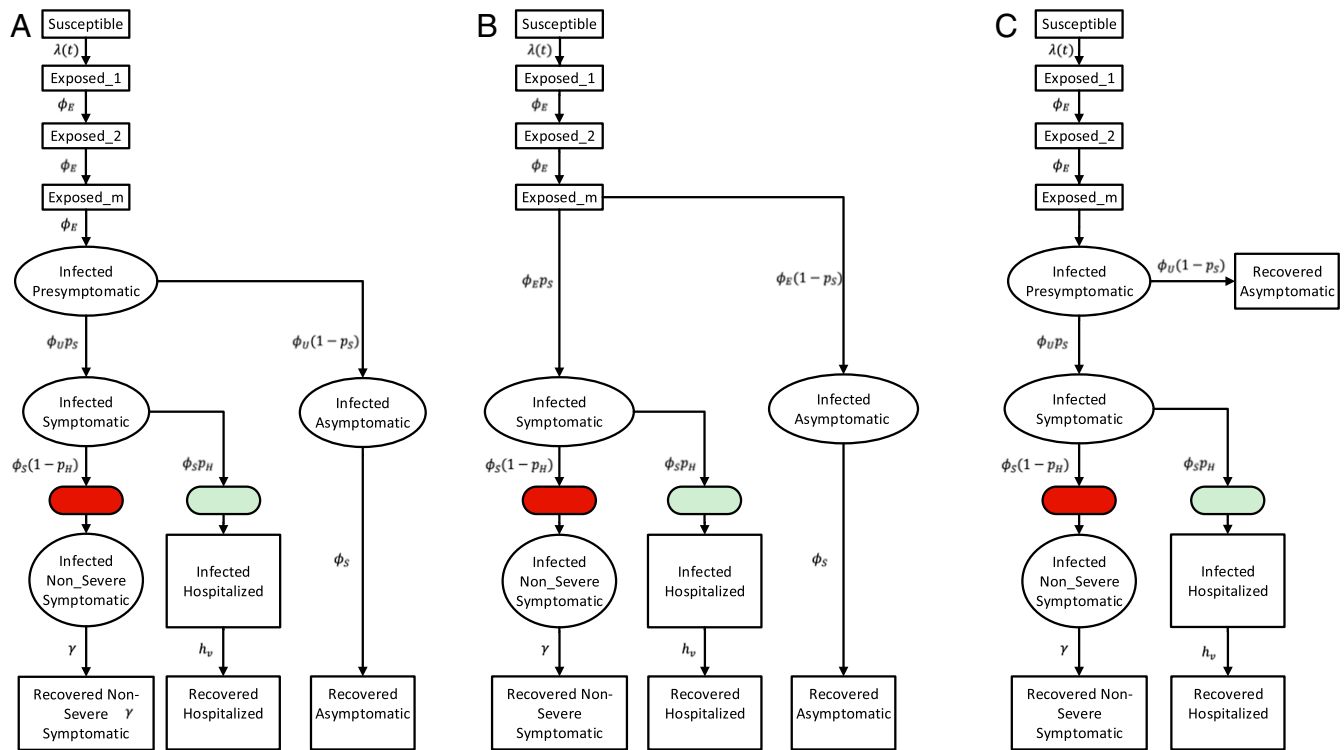 A
Susceptible
λ(t)
Exposed_1
ϕ_E
Exposed_2
ϕ_E
Exposed_m
ϕ_E
Infected
Presymptomatic
ϕ_U p_S
ϕ_U(1− p_S)
Infected
Symptomatic
Infected
Asymptomatic
ϕ_S(1− p_H)
ϕ_S p_H
Infected
Non_Severe
Symptomatic
Infected
Hospitalized
ϕ_S
γ
h_v
Recovered Non-
Severe γ
Symptomatic
Recovered
Hospitalized
Recovered
Asymptomatic
B
Susceptible
λ(t)
Exposed_1
ϕ_E
Exposed_2
ϕ_E
Exposed_m
ϕ_E p_S
ϕ_E(1− p_S)
Infected
Symptomatic
Infected
Asymptomatic
ϕ_S(1− p_H)
ϕ_S p_H
Infected
Non_Severe
Symptomatic
Infected
Hospitalized
ϕ_S
γ
h_v
Recovered Non-
Severe
Symptomatic
Recovered
Hospitalized
Recovered
Asymptomatic
C
Susceptible
λ(t)
Exposed_1
ϕ_E
Exposed_2
ϕ_E
Exposed_m
Infected
Presymptomatic
ϕ_U(1− p_S)
Recovered
Asymptomatic
ϕ_U p_S
Infected
Symptomatic
ϕ_S(1− p_H)
ϕ_S p_H
Infected
Non_Severe
Symptomatic
Infected
Hospitalized
γ
h_v
Recovered Non-
Severe
Symptomatic
Recovered
Hospitalized